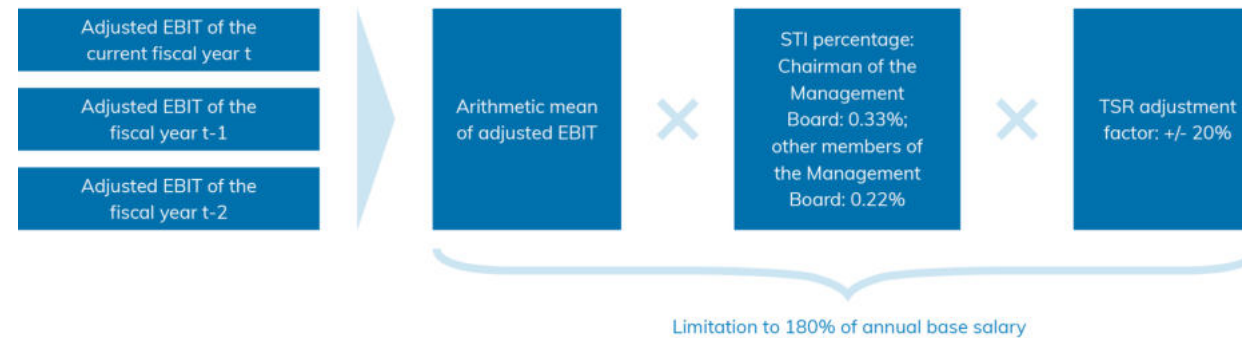 Adjusted EBIT of the
current fiscal year t
Adjusted EBIT of the
fiscal year t-1
Adjusted EBIT of the
fiscal year t-2
Arithmetic mean
of adjusted EBIT
STI percentage:
Chairman of the
Management
Board: 0.33%;
other members of
the Management
Board: 0.22%
TSR adjustment
factor: +/- 20%
Limitation to 180% of annual base salary